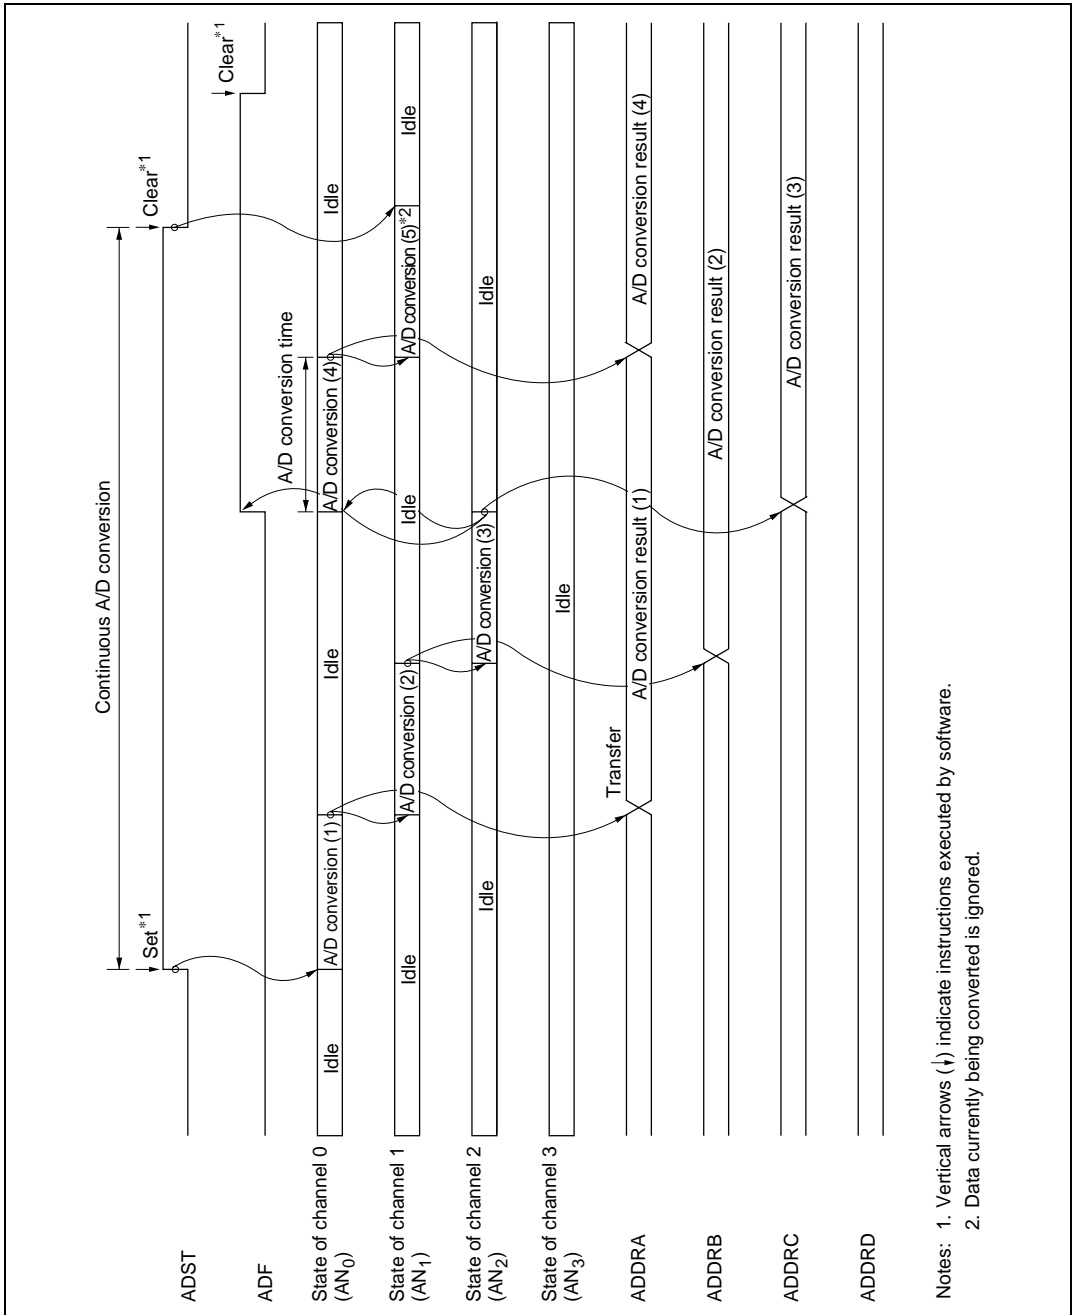 Continuous A/D conversion
Set*1
Clear*1
Clear*1
A/D conversion time
ADST
ADF
State of channel 0
(AN0)
Idle
A/D conversion (1)
Idle
A/D conversion (4)
Idle
State of channel 1
(AN1)
Idle
A/D conversion (2)
Idle
A/D conversion (5)*2
Idle
State of channel 2
(AN2)
Idle
A/D conversion (3)
Idle
State of channel 3
(AN3)
Idle
Transfer
ADDRA
A/D conversion result (1)
A/D conversion result (4)
ADDRB
A/D conversion result (2)
ADDRC
A/D conversion result (3)
ADDRD
Notes: 1. Vertical arrows (↓) indicate instructions executed by software.
2. Data currently being converted is ignored.